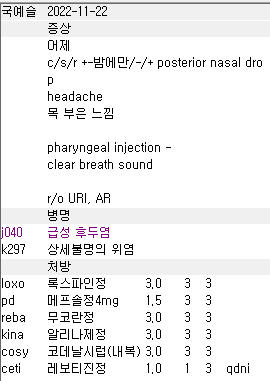 국예슬 2022-11-22
증상
어제
c/s/r +-밤에만/-/+ posterior nasal dro
p
headache
목 부은 느낌
pharyngeal injection -
clear breath sound
r/o URI, AR
병명
j040 급성 후두염
k297 상세불명의 위염
처방
loxo 록스파인정 3.0 3 3
pd 메프솔정4mg 1.5 3 3
reba 무코란정 3.0 3 3
kina 알리나제정 3.0 3 3
cosy 코데날시럽(내복) 3.0 3 3
ceti 레보티진정 1.0 1 3 qdni